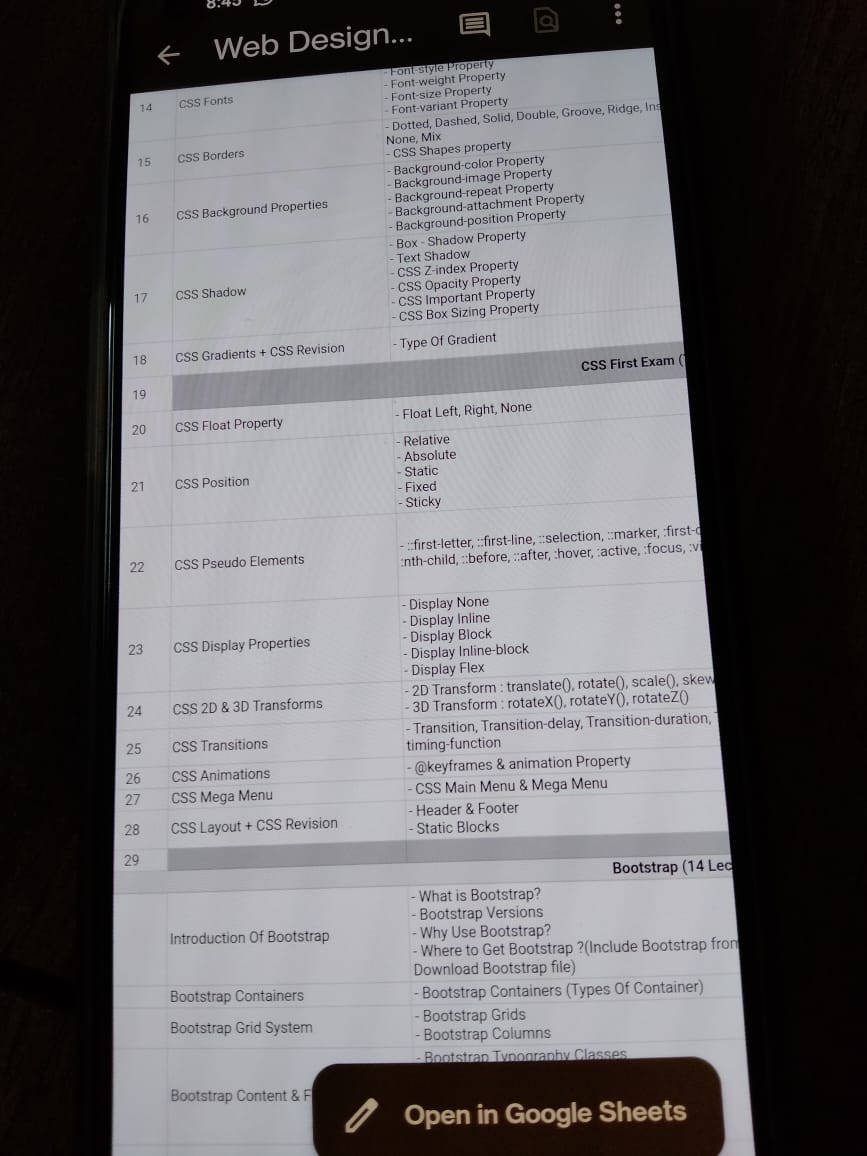 8:45
Web Design...
- Font-style Property
14 CSS Fonts
- Font-weight Property
- Font-size Property
- Font-variant Property
15 CSS Borders
- Dotted, Dashed, Solid, Double, Groove, Ridge, Ins
None, Mix
- CSS Shapes property
16 CSS Background Properties
- Background-color Property
- Background-image Property
- Background-repeat Property
- Background-attachment Property
- Background-position Property
17 CSS Shadow
- Box - Shadow Property
- Text Shadow
- CSS Z-index Property
- CSS Opacity Property
- CSS Important Property
- CSS Box Sizing Property
18 CSS Gradients + CSS Revision
- Type Of Gradient
19
CSS First Exam (
20 CSS Float Property
- Float Left, Right, None
21 CSS Position
- Relative
- Absolute
- Static
- Fixed
- Sticky
22 CSS Pseudo Elements
- ::first-letter, ::first-line, ::selection, ::marker, :first-c
:nth-child, ::before, ::after, :hover, :active, :focus, :vi
23 CSS Display Properties
- Display None
- Display Inline
- Display Block
- Display Inline-block
- Display Flex
24 CSS 2D & 3D Transforms
- 2D Transform : translate(), rotate(), scale(), skew
- 3D Transform : rotateX(), rotateY(), rotateZ()
25 CSS Transitions
- Transition, Transition-delay, Transition-duration,
timing-function
26 CSS Animations
- @keyframes & animation Property
27 CSS Mega Menu
- CSS Main Menu & Mega Menu
28 CSS Layout + CSS Revision
- Header & Footer
- Static Blocks
29
Bootstrap (14 Lec
Introduction Of Bootstrap
- What is Bootstrap?
- Bootstrap Versions
- Why Use Bootstrap?
- Where to Get Bootstrap ?(Include Bootstrap from
Download Bootstrap file)
Bootstrap Containers
- Bootstrap Containers (Types Of Container)
Bootstrap Grid System
- Bootstrap Grids
- Bootstrap Columns
Bootstrap Content & F
- Bootstrap Typography Classes
Open in Google Sheets